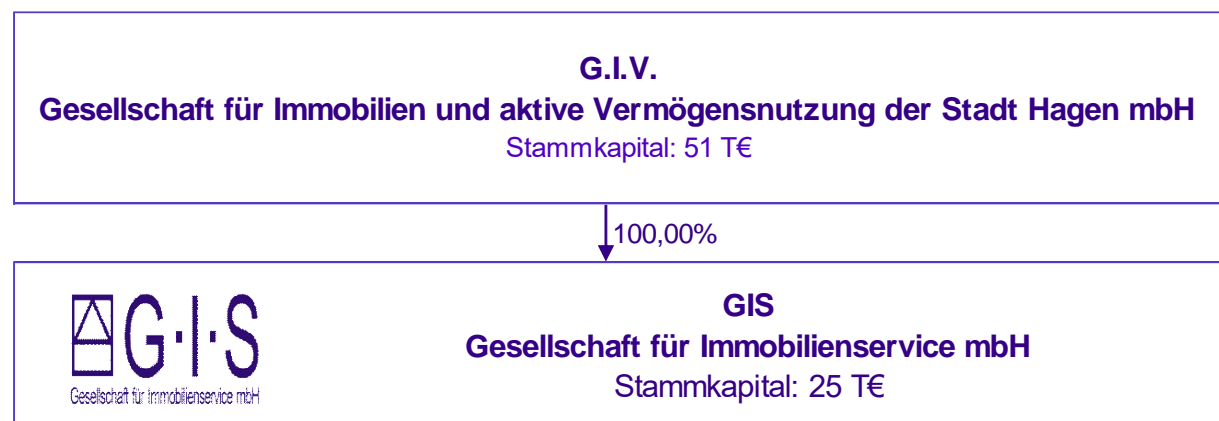 G.I.V.
Gesellschaft für Immobilien und aktive Vermögensnutzung der Stadt Hagen mbH
Stammkapital: 51 T€
100,00%
G·I·S
Gesellschaft für Immobilienservice mbH
GIS
Gesellschaft für Immobilienservice mbH
Stammkapital: 25 T€